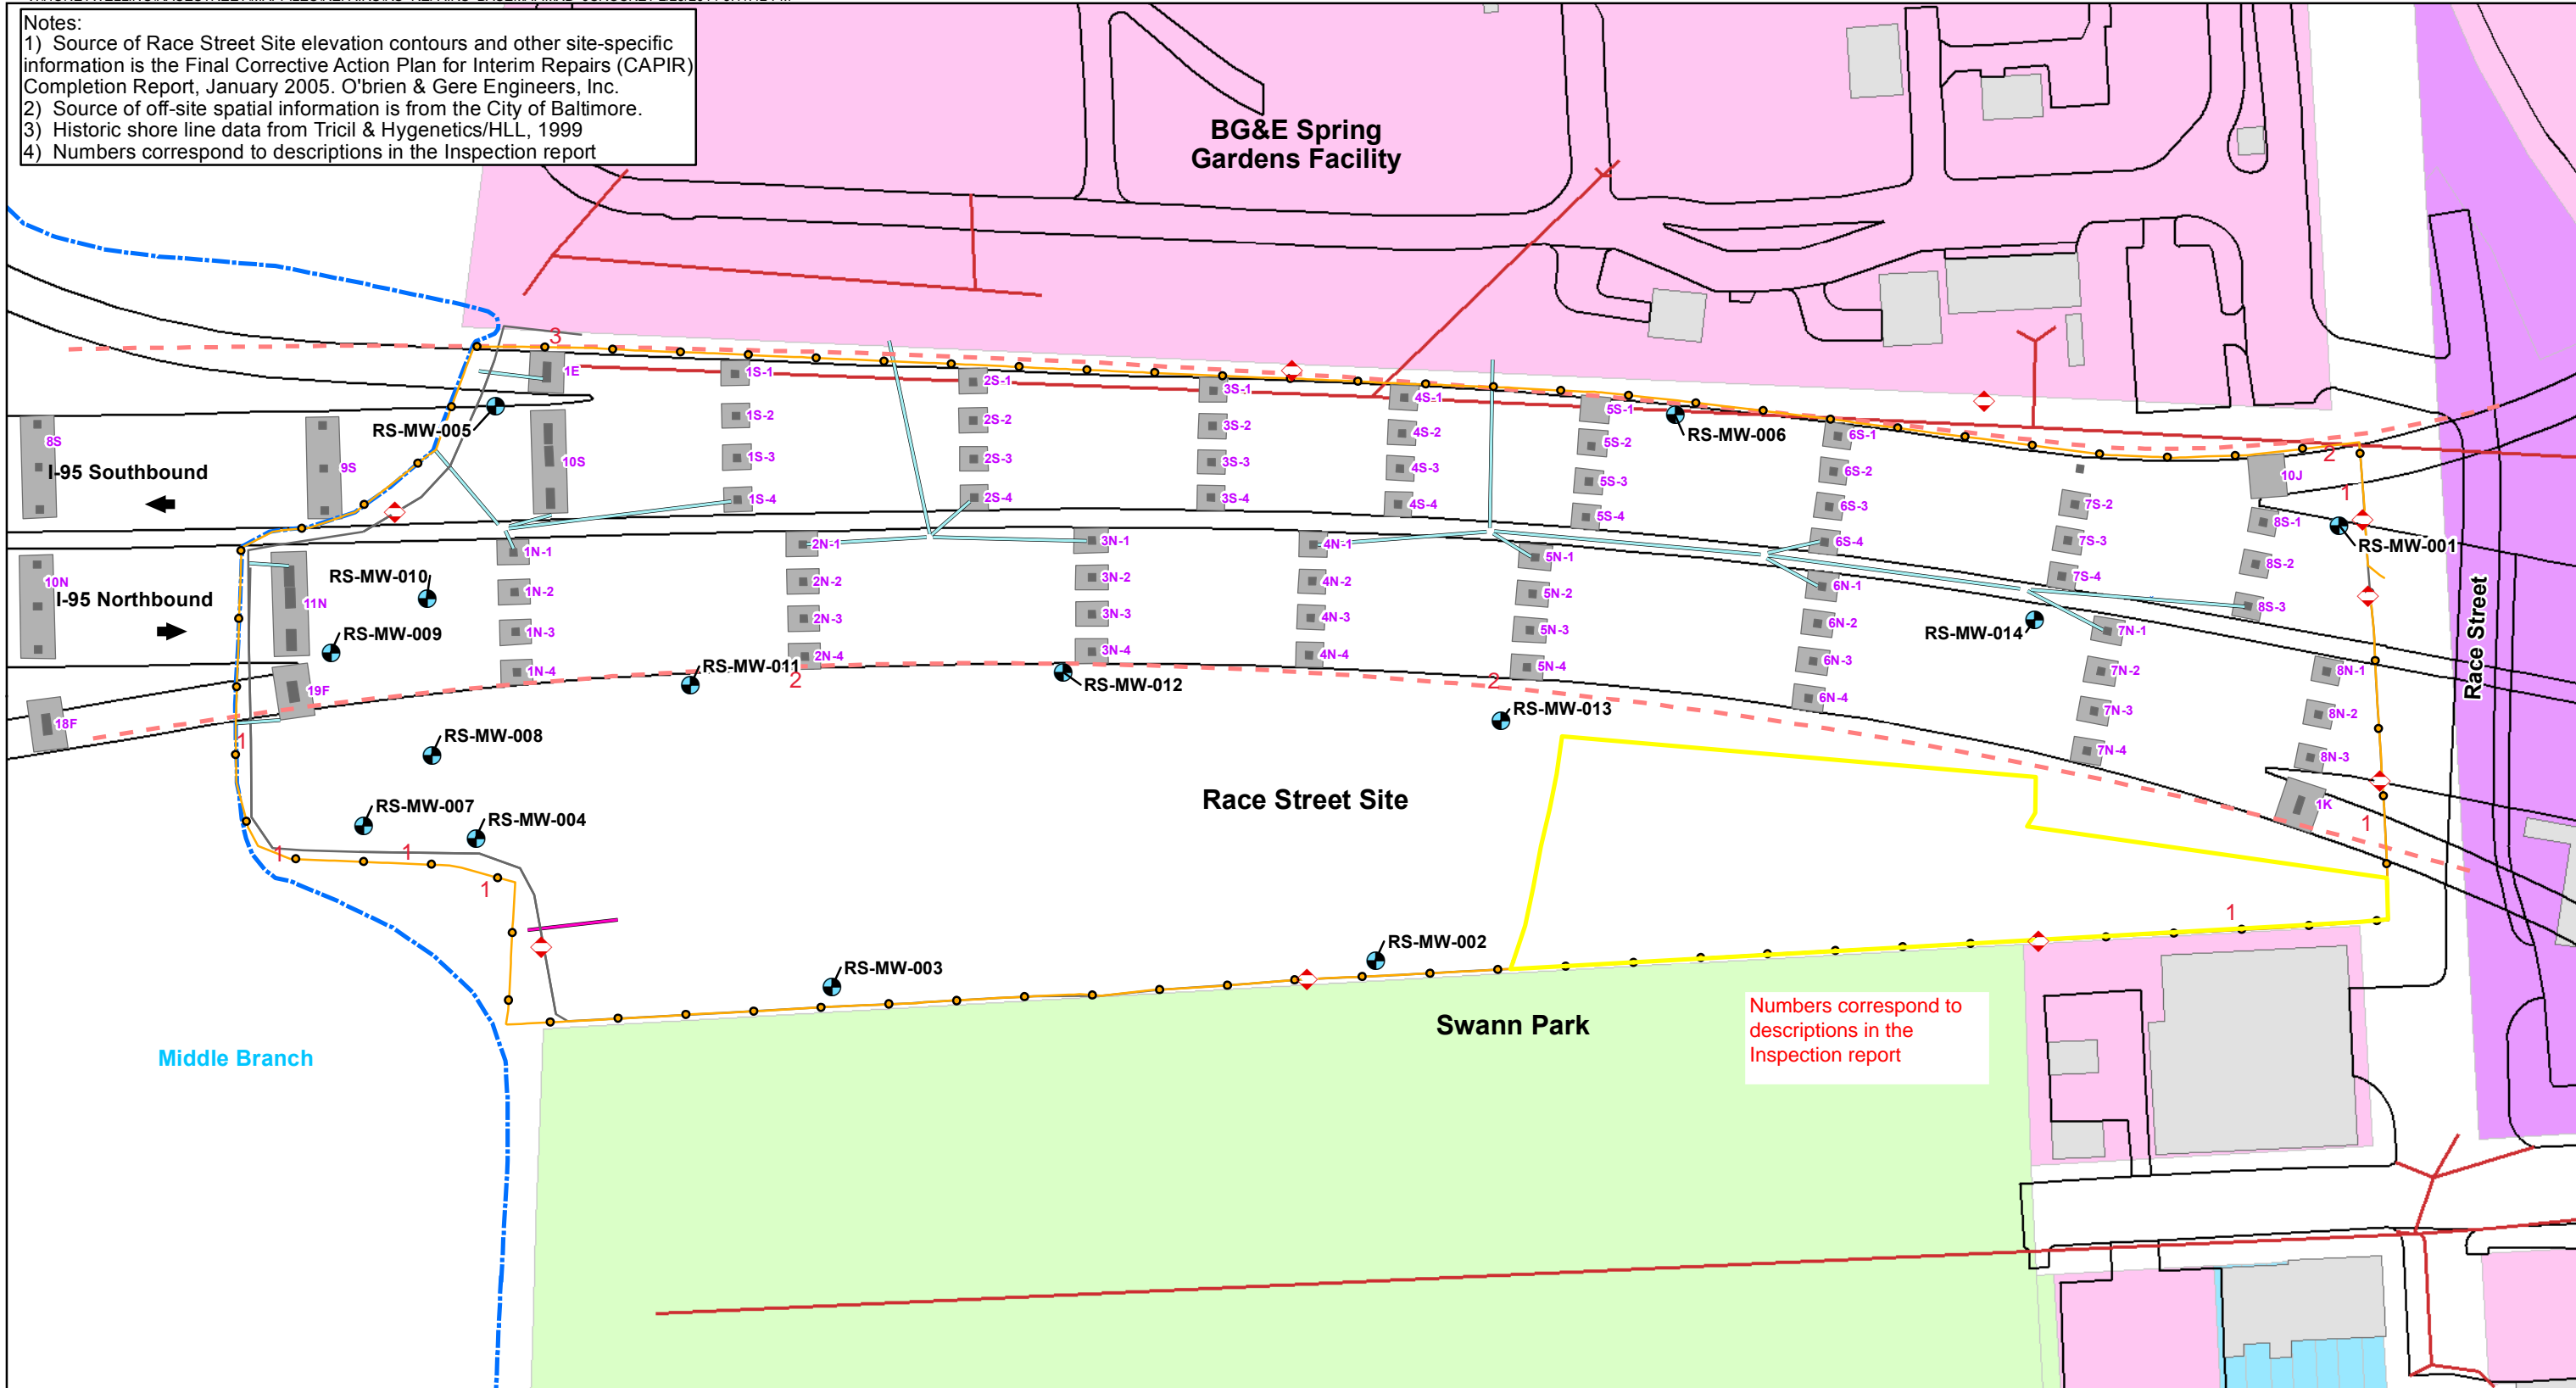 Notes:
1) Source of Race Street Site elevation contours and other site-specific
information is the Final Corrective Action Plan for Interim Repairs (CAPIR)
Completion Report, January 2005. O'brien & Gere Engineers, Inc.
2) Source of off-site spatial information is from the City of Baltimore.
3) Historic shore line data from Tricil & Hygenetics/HLL, 1999
4) Numbers correspond to descriptions in the Inspection report
BG&E Spring
Gardens Facility
3
1E
1S-1
2S-1
3S-1
4S-1
5S-1
6S-1
RS-MW-005
1S-2
2S-2
3S-2
4S-2
5S-2
RS-MW-006
2
8S
9S
10S
1S-3
2S-3
3S-3
4S-3
5S-3
6S-2
10J
I-95 Southbound
1S-4
2S-4
3S-4
4S-4
5S-4
6S-3
7S-2
1
8S-1
RS-MW-001
1N-1
2N-1
3N-1
4N-1
5N-1
6S-4
7S-3
8S-2
10N
I-95 Northbound
11N
RS-MW-010
1N-2
2N-2
3N-2
4N-2
5N-2
6N-1
7S-4
8S-3
RS-MW-009
1N-3
2N-3
3N-3
4N-3
5N-3
6N-2
RS-MW-014
7N-1
Race Street
19F
1N-4
2N-4
3N-4
4N-4
5N-4
6N-3
7N-2
8N-1
RS-MW-011
2
RS-MW-012
2
6N-4
7N-3
8N-2
18F
1
RS-MW-008
RS-MW-013
7N-4
8N-3
RS-MW-007
RS-MW-004
Race Street Site
1K
1
1
1
1
1
RS-MW-003
RS-MW-002
Swann Park
Numbers correspond to
descriptions in the
Inspection report
Middle Branch